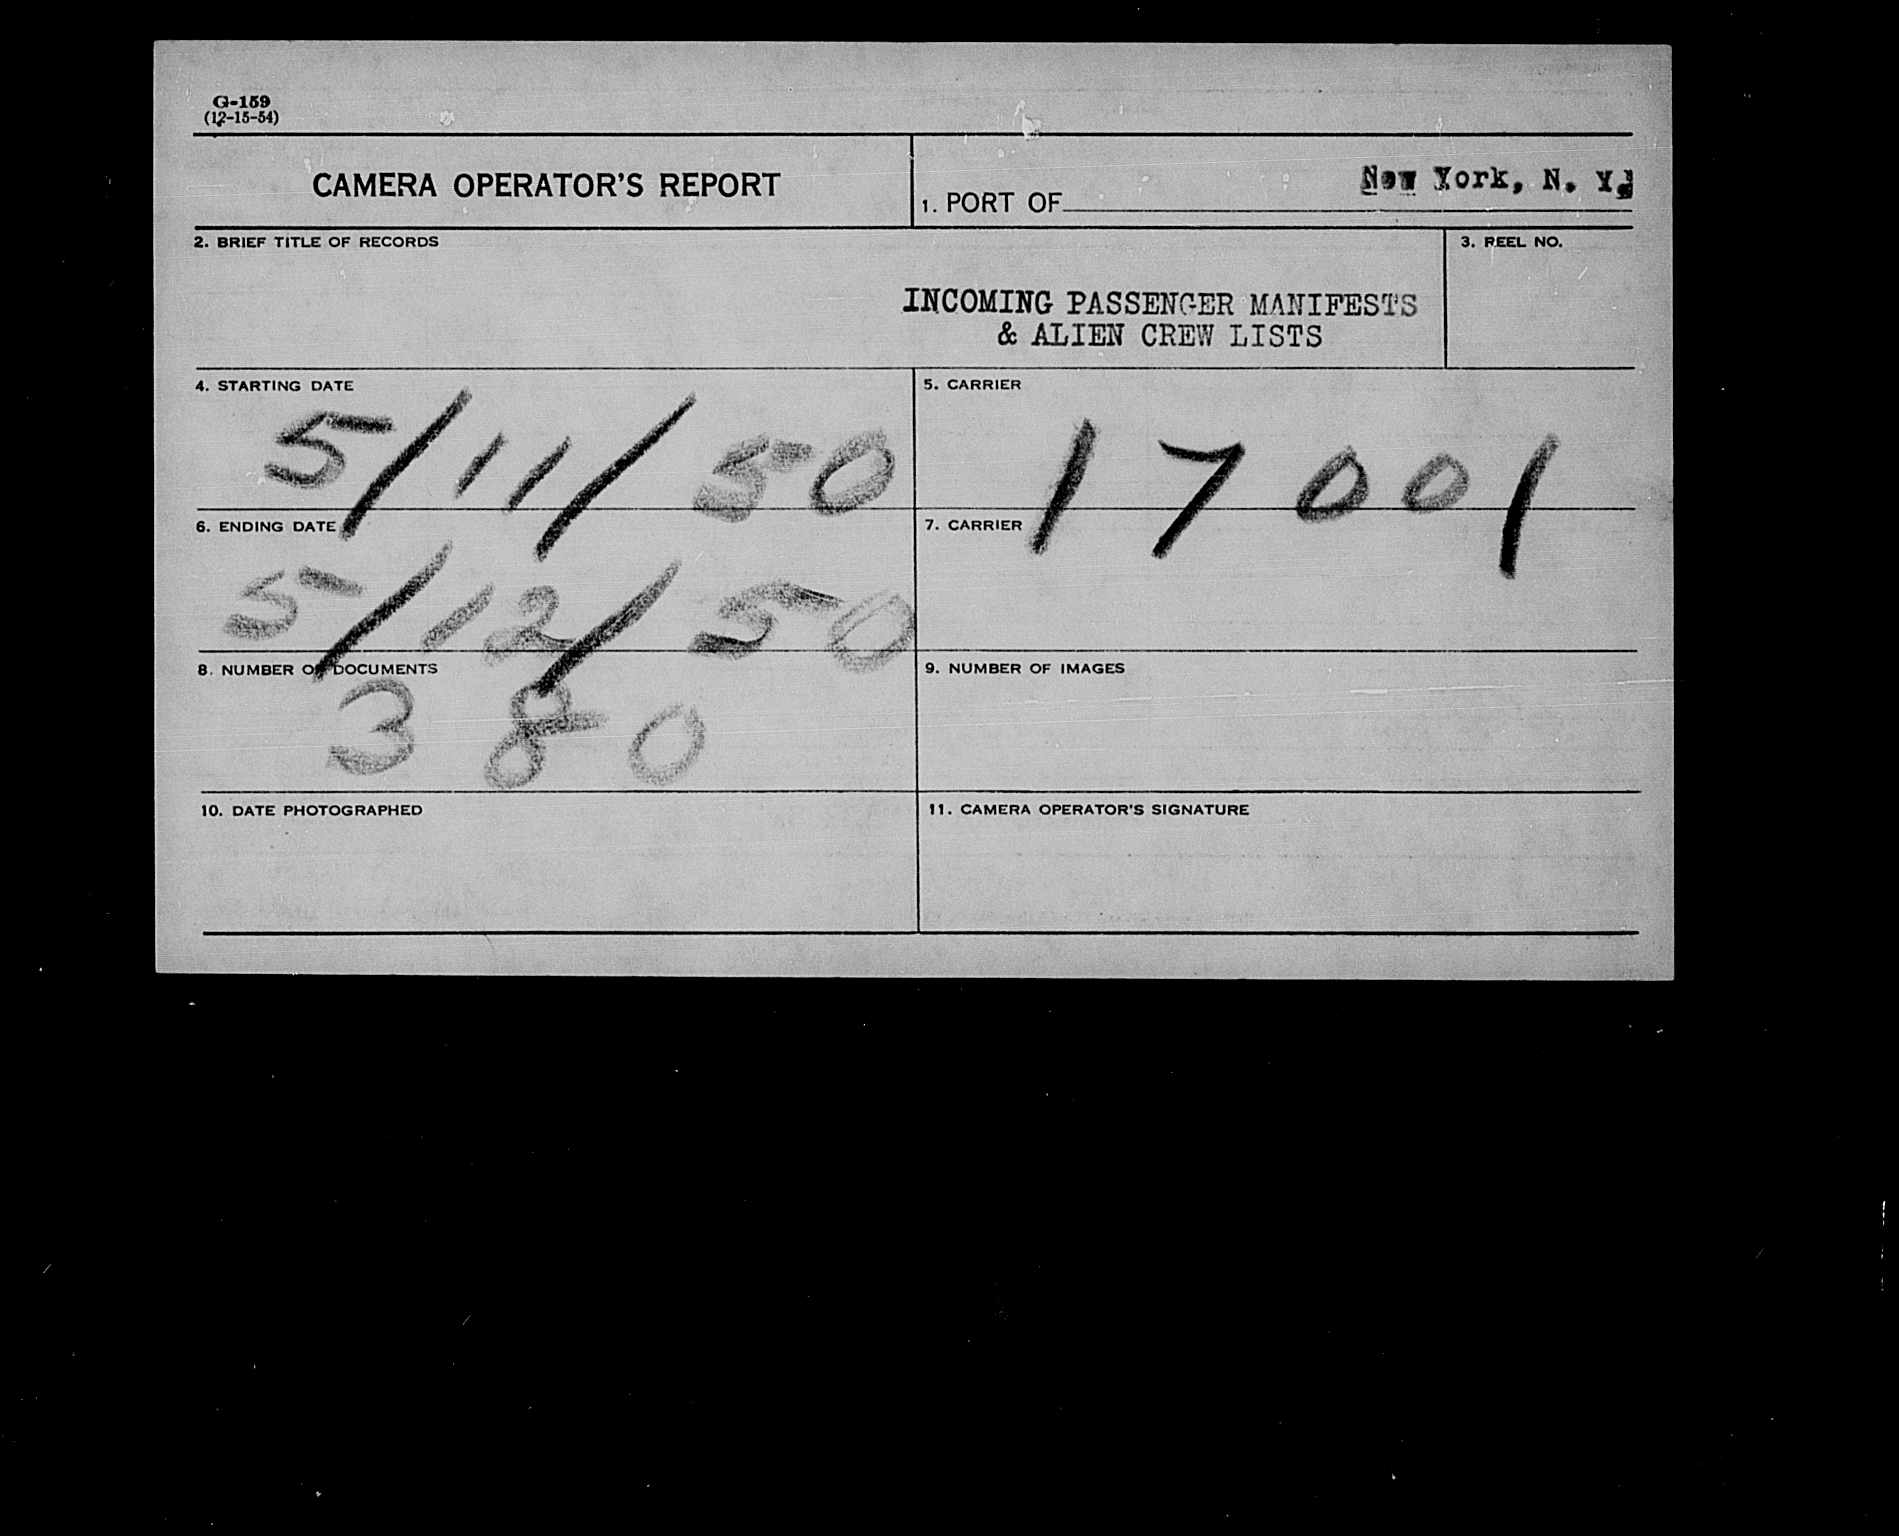 G-159
(12-15-54)
CAMERA OPERATOR'S REPORT
1. PORT OF New York, N. Y.
2. BRIEF TITLE OF RECORDS
3. REEL NO.
INCOMING PASSENGER MANIFESTS
& ALIEN CREW LISTS
4. STARTING DATE
5/11/50
5. CARRIER
17001
6. ENDING DATE
5/12/50
7. CARRIER
8. NUMBER OF DOCUMENTS
380
9. NUMBER OF IMAGES
10. DATE PHOTOGRAPHED
11. CAMERA OPERATOR'S SIGNATURE